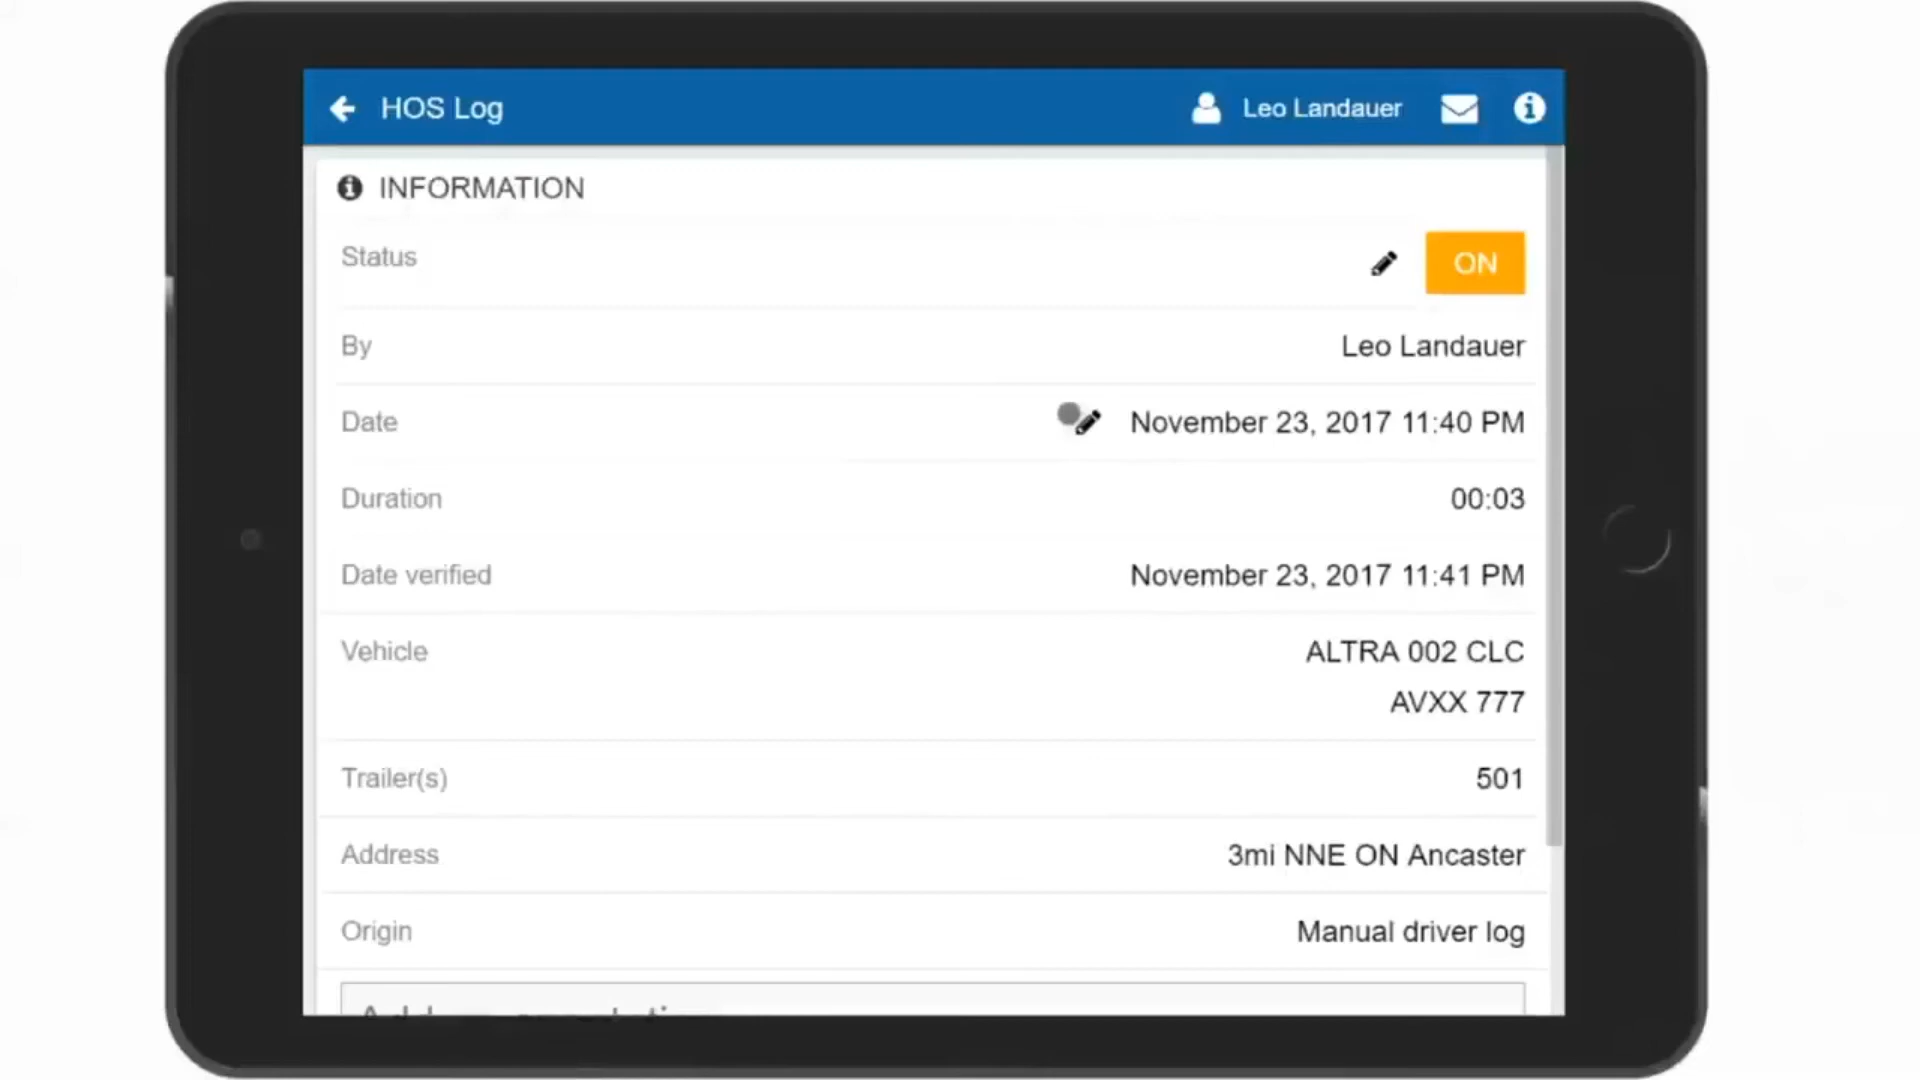 HOS Log
Leo Landauer
INFORMATION
Status
ON
By
Leo Landauer
Date
November 23, 2017 11:40 PM
Duration
00:03
Date verified
November 23, 2017 11:41 PM
Vehicle
ALTRA 002 CLC
AVXX 777
Trailer(s)
501
Address
3mi NNE ON Ancaster
Origin
Manual driver log